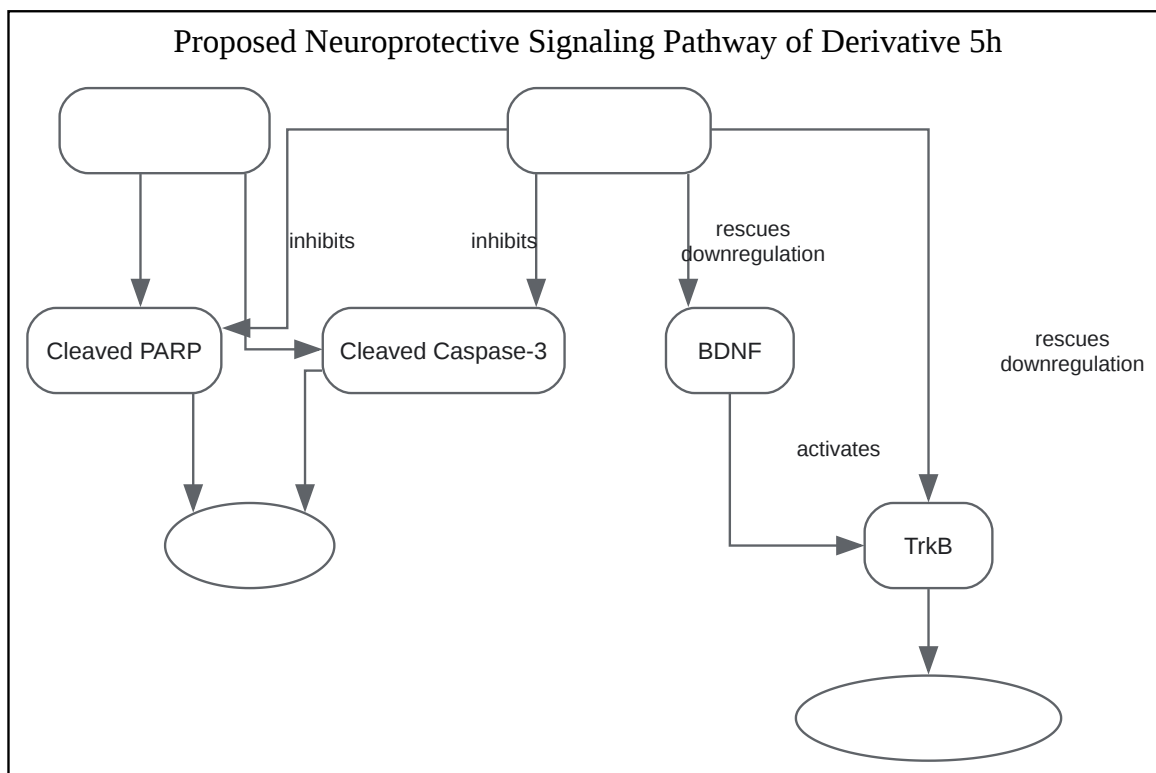 Proposed Neuroprotective Signaling Pathway of Derivative 5h
inhibits
inhibits
rescues
downregulation
Cleaved PARP
Cleaved Caspase-3
BDNF
rescues
downregulation
activates
TrkB